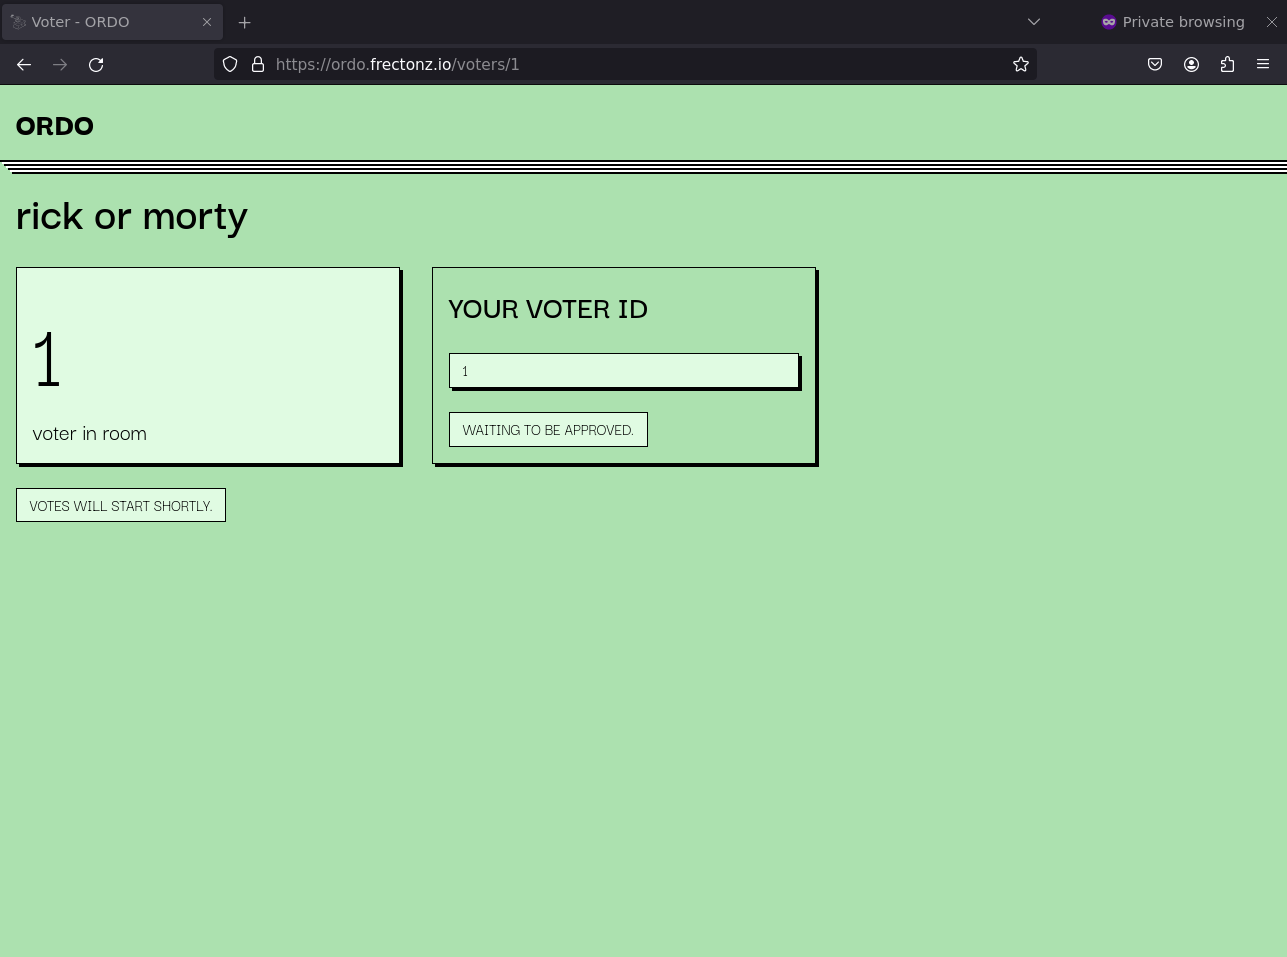 Voter - ORDO
Private browsing
https://ordo.frectonz.io/voters/1
ORDO
rick or morty
1
voter in room
YOUR VOTER ID
1
WAITING TO BE APPROVED.
VOTES WILL START SHORTLY.